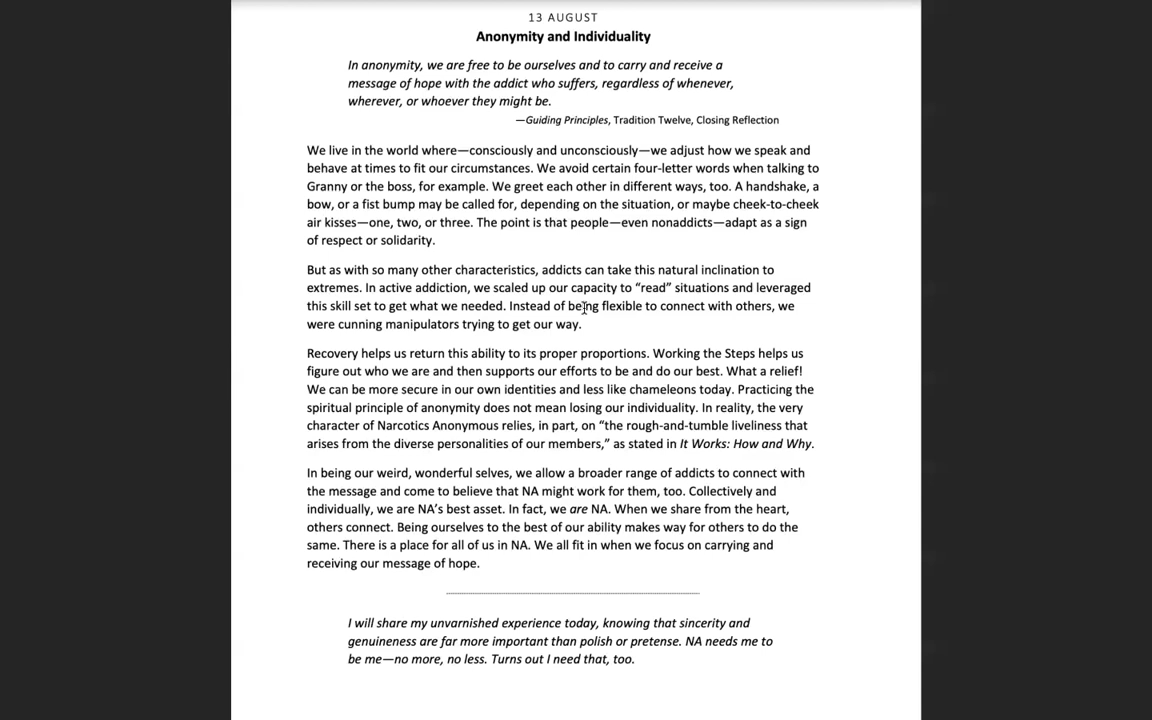 13 AUGUST
Anonymity and Individuality
In anonymity, we are free to be ourselves and to carry and receive a
message of hope with the addict who suffers, regardless of whenever,
wherever, or whoever they might be.
—Guiding Principles, Tradition Twelve, Closing Reflection
We live in the world where—consciously and unconsciously—we adjust how we speak and
behave at times to fit our circumstances. We avoid certain four-letter words when talking to
Granny or the boss, for example. We greet each other in different ways, too. A handshake, a
bow, or a fist bump may be called for, depending on the situation, or maybe cheek-to-cheek
air kisses—one, two, or three. The point is that people—even nonaddicts—adapt as a sign
of respect or solidarity.
But as with so many other characteristics, addicts can take this natural inclination to
extremes. In active addiction, we scaled up our capacity to “read” situations and leveraged
this skill set to get what we needed. Instead of being flexible to connect with others, we
were cunning manipulators trying to get our way.
Recovery helps us return this ability to its proper proportions. Working the Steps helps us
figure out who we are and then supports our efforts to be and do our best. What a relief!
We can be more secure in our own identities and less like chameleons today. Practicing the
spiritual principle of anonymity does not mean losing our individuality. In reality, the very
character of Narcotics Anonymous relies, in part, on “the rough-and-tumble liveliness that
arises from the diverse personalities of our members,” as stated in It Works: How and Why.
In being our weird, wonderful selves, we allow a broader range of addicts to connect with
the message and come to believe that NA might work for them, too. Collectively and
individually, we are NA’s best asset. In fact, we are NA. When we share from the heart,
others connect. Being ourselves to the best of our ability makes way for others to do the
same. There is a place for all of us in NA. We all fit in when we focus on carrying and
receiving our message of hope.
I will share my unvarnished experience today, knowing that sincerity and
genuineness are far more important than polish or pretense. NA needs me to
be me—no more, no less. Turns out I need that, too.